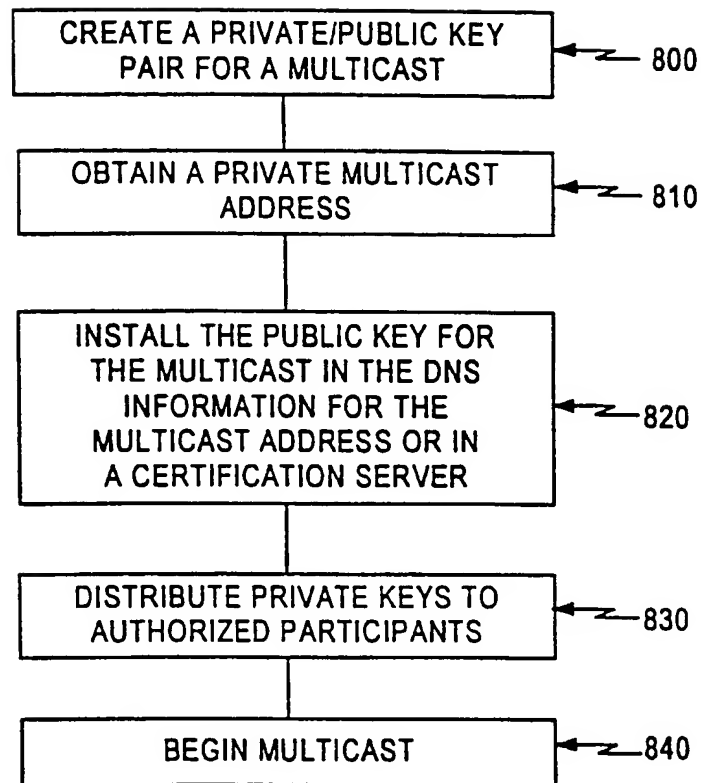 CREATE A PRIVATE/PUBLIC KEY
PAIR FOR A MULTICAST
800
OBTAIN A PRIVATE MULTICAST
ADDRESS
810
INSTALL THE PUBLIC KEY FOR
THE MULTICAST IN THE DNS
INFORMATION FOR THE
MULTICAST ADDRESS OR IN
A CERTIFICATION SERVER
820
DISTRIBUTE PRIVATE KEYS TO
AUTHORIZED PARTICIPANTS
830
BEGIN MULTICAST
840